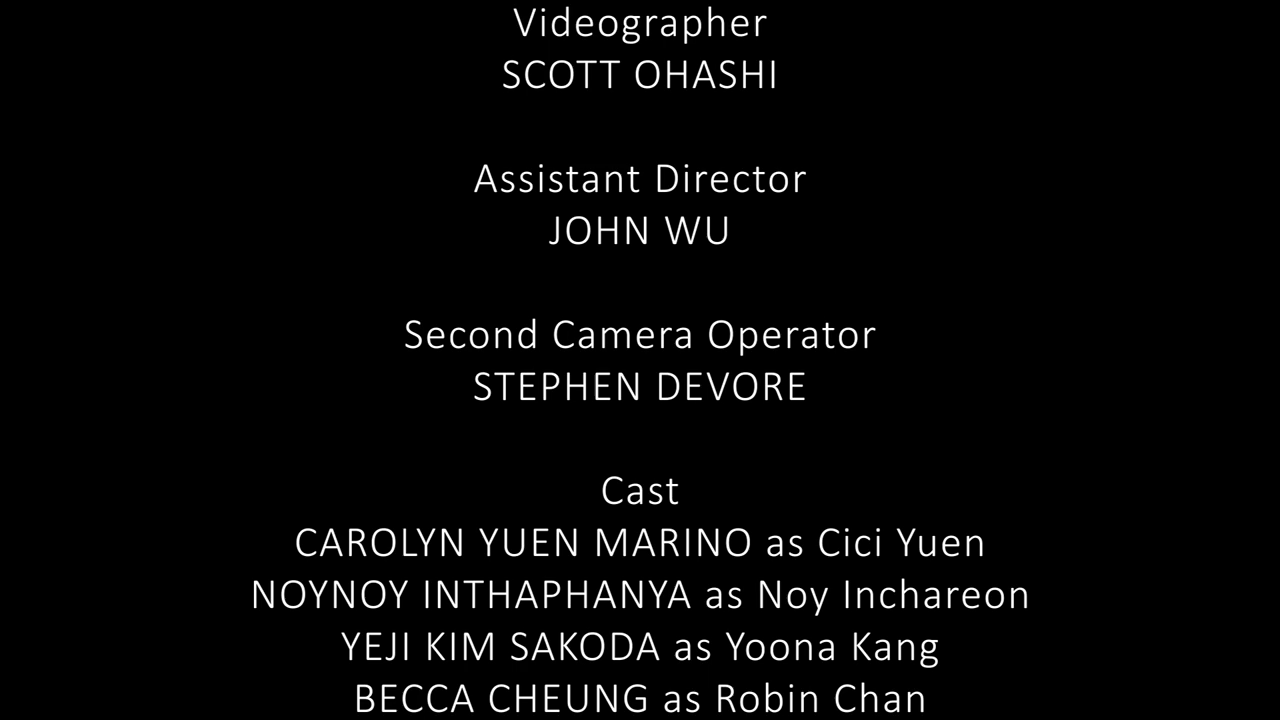 Videographer
SCOTT OHASHI
Assistant Director
JOHN WU
Second Camera Operator
STEPHEN DEVORE
Cast
CAROLYN YUEN MARINO as Cici Yuen
NOYNOY INTHAPHANYA as Noy Inchareon
YEJI KIM SAKODA as Yoona Kang
BECCA CHEUNG as Robin Chan